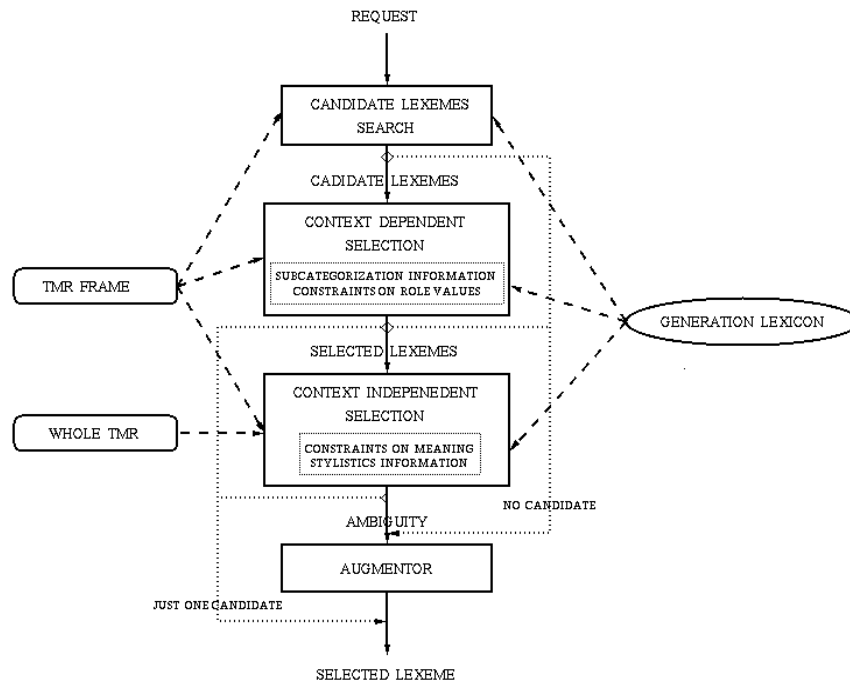 REQUEST
CANDIDATE LEXEMES
SEARCH
CADIDATE LEXEMES
CONTEXT DEPENDENT
SELECTION
SUBCATEGORIZATION INFORMATION
CONSTRAINTS ON ROLE VALUES
TMR FRAME
GENERATION LEXICON
SELECTED LEXEMES
CONTEXT INDEPENEDENT
SELECTION
WHOLE TMR
CONSTRAINTS ON MEANING
STYLISTICS INFORMATION
NO CANDIDATE
AMBIGUITY
AUGMENTOR
JUST ONE CANDIDATE
SELECTED LEXEME